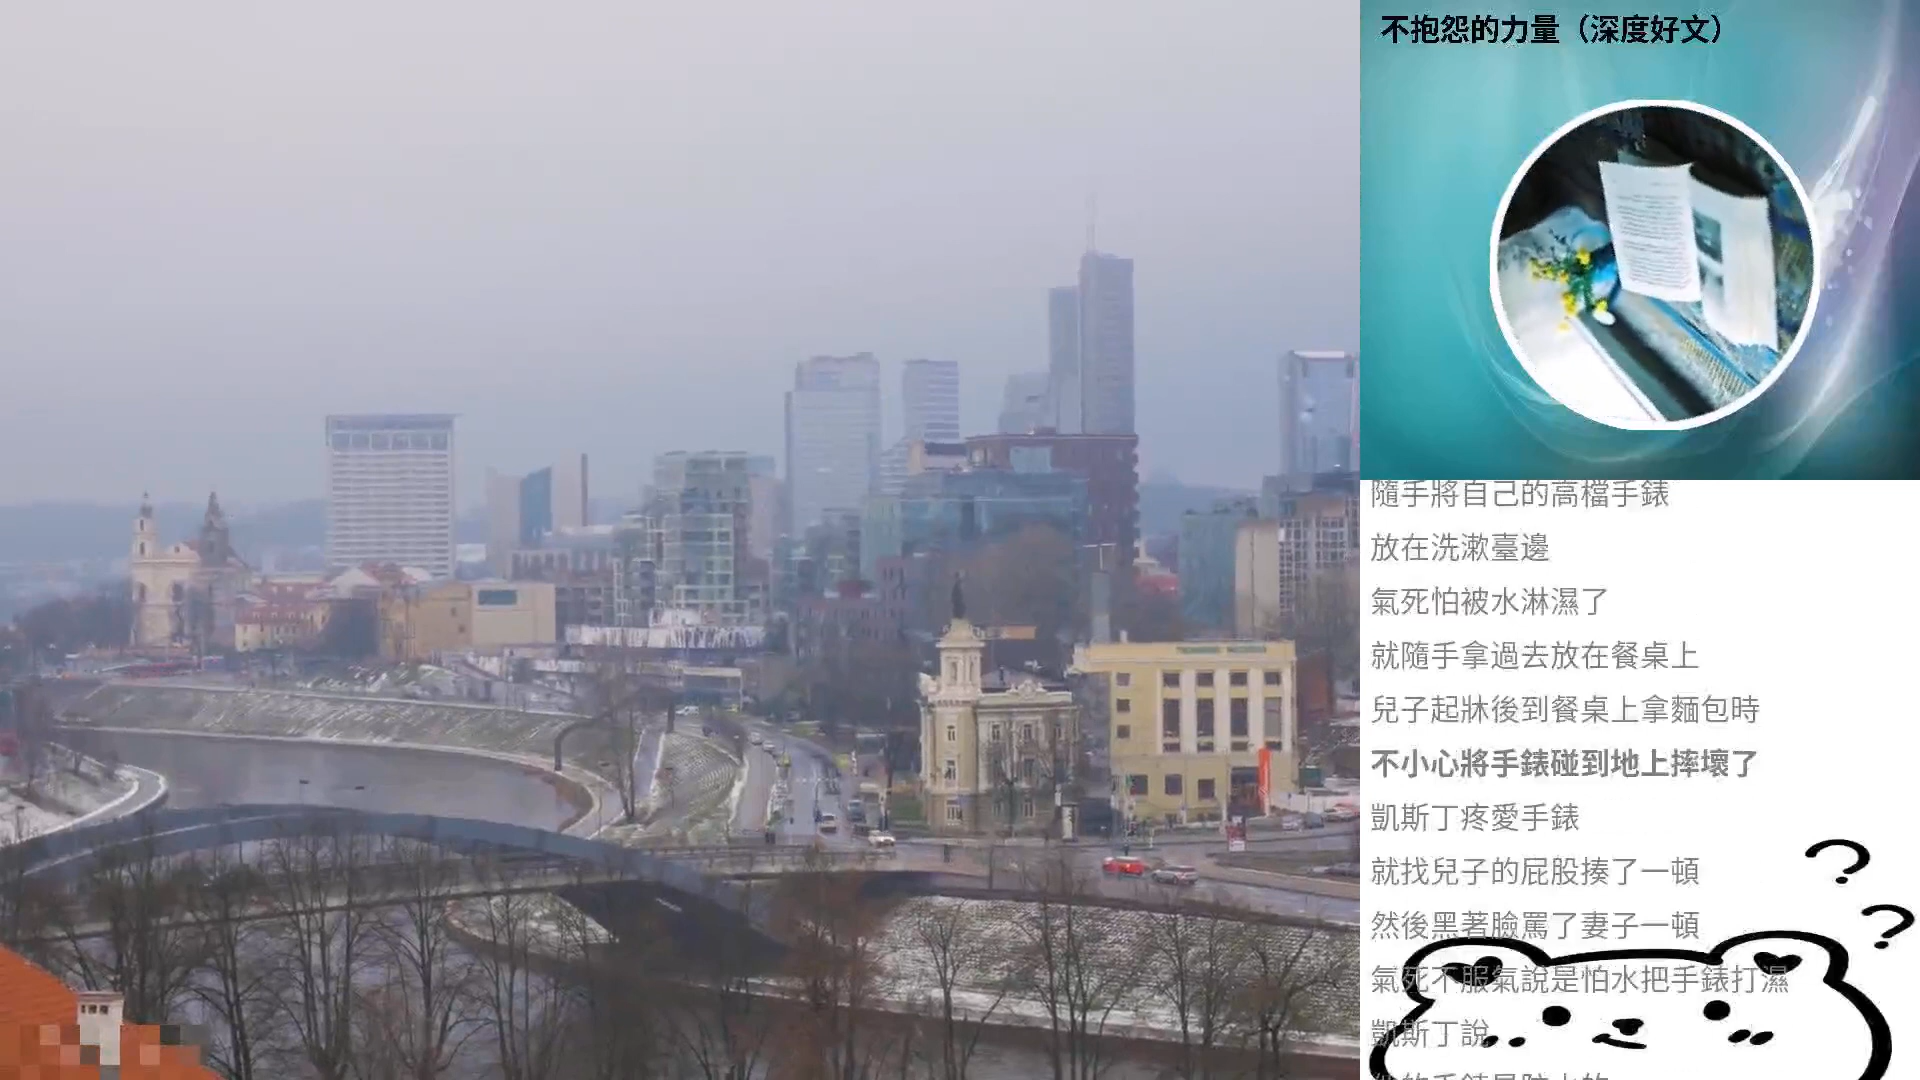 不抱怨的力量（深度好文）
隨手將自己的高檔手錶
放在洗漱臺邊
氣死怕被水淋濕了
就隨手拿過去放在餐桌上
兒子起牀後到餐桌上拿麵包時
不小心將手錶碰到地上摔壞了
凱斯丁疼愛手錶
就找兒子的屁股揍了一頓
然後黑著臉罵了妻子一頓
氣死不服氣說是怕水把手錶打濕
凱斯丁說
？
？